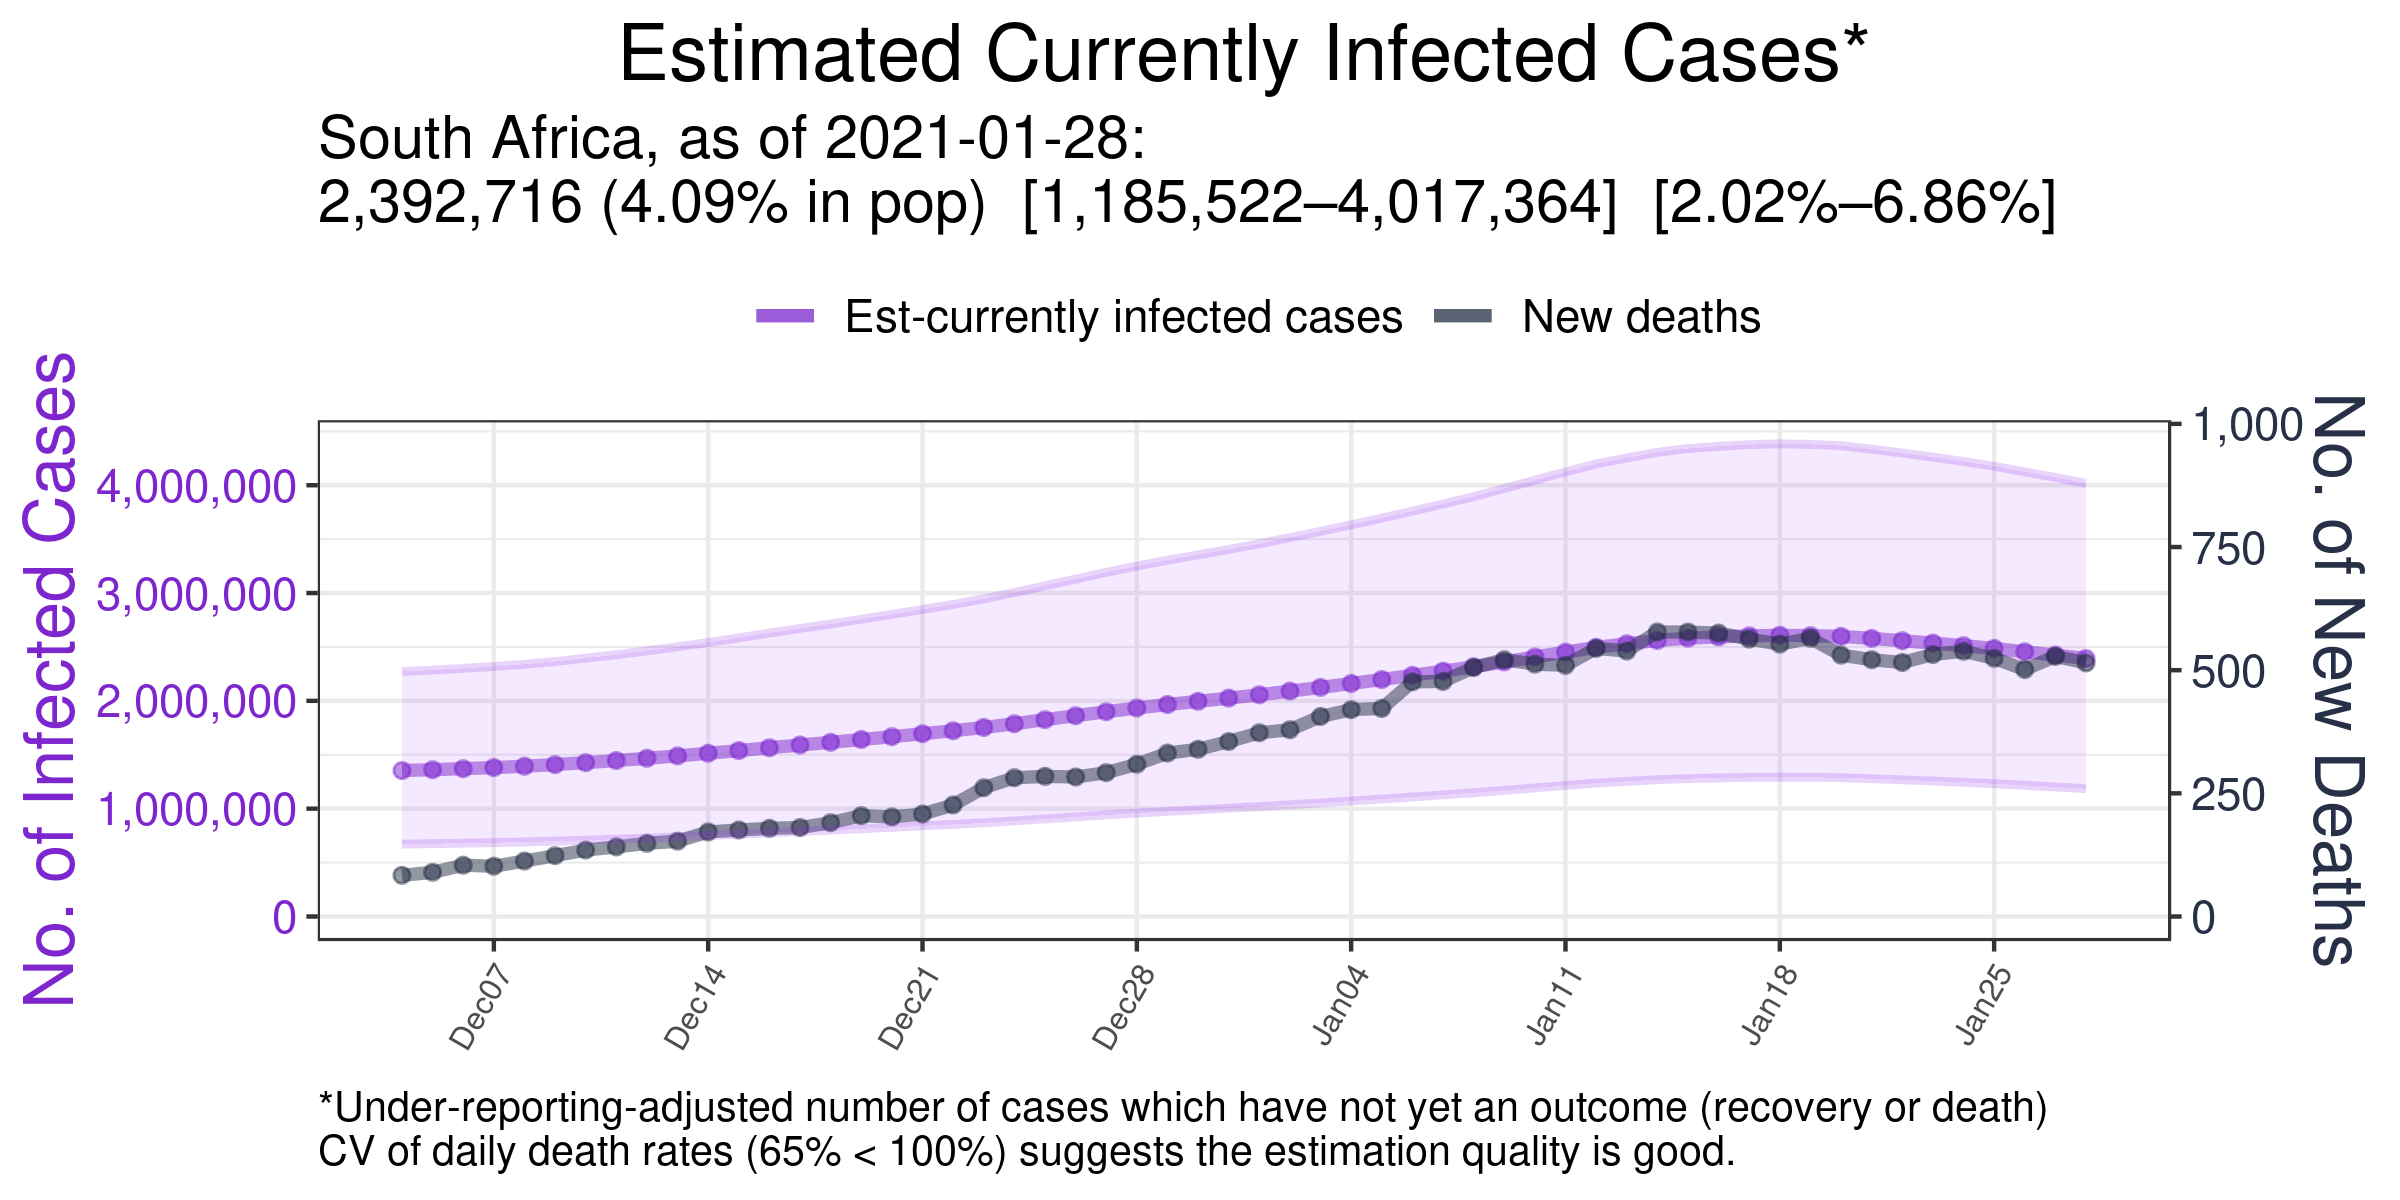 Estimated Currently Infected Cases*
South Africa, as of 2021-01-28:
2,392,716 (4.09% in pop)  [1,185,522–4,017,364]  [2.02%–6.86%]
Est-currently infected cases
New deaths
No. of Infected Cases
4,000,000
3,000,000
2,000,000
1,000,000
0
1,000
750
500
250
0
No. of New Deaths
Dec07
Dec14
Dec21
Dec28
Jan04
Jan11
Jan18
Jan25
*Under-reporting-adjusted number of cases which have not yet an outcome (recovery or death)
CV of daily death rates (65% < 100%) suggests the estimation quality is good.